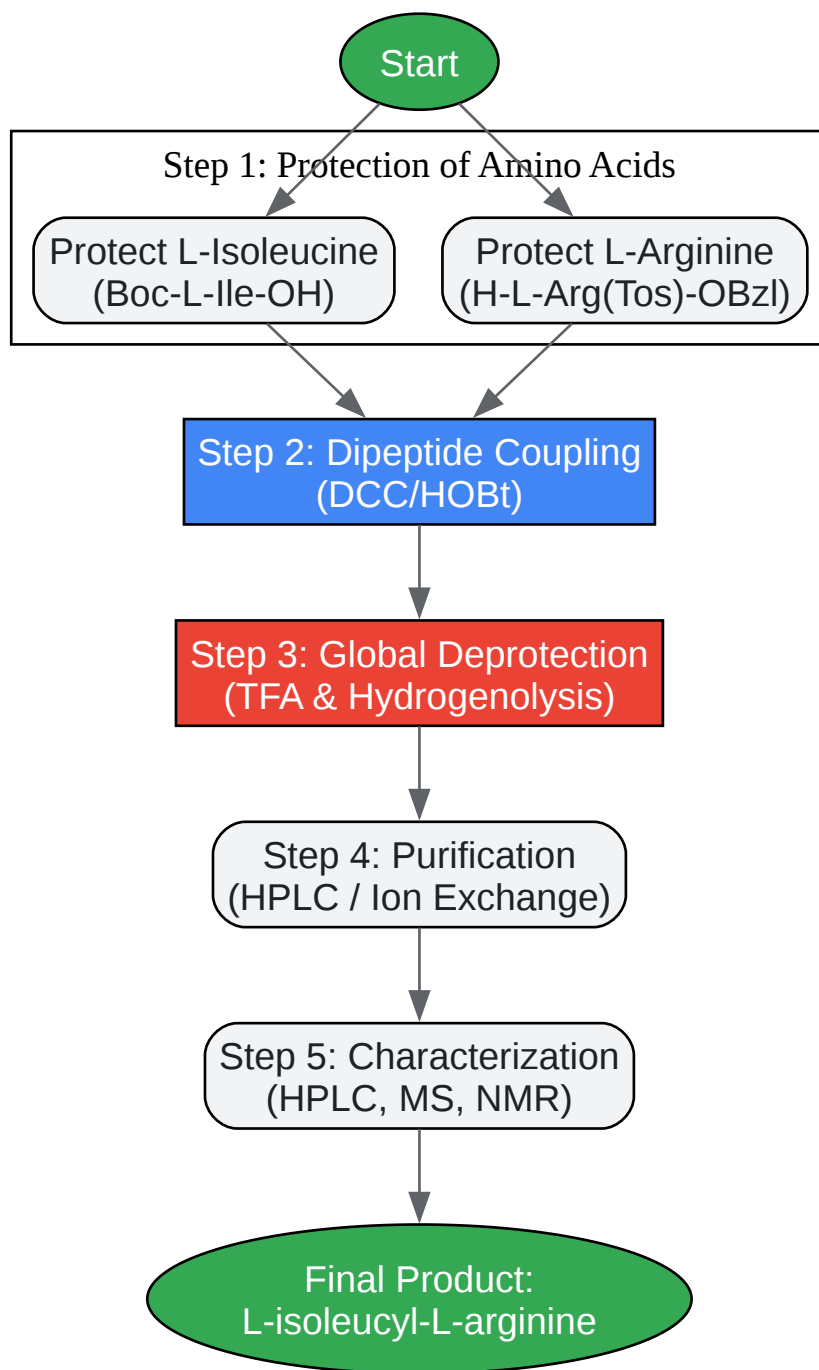 Start
Step 1: Protection of Amino Acids
Protect L-Isoleucine
(Boc-L-Ile-OH)
Protect L-Arginine
(H-L-Arg(Tos)-OBzl)
Step 2: Dipeptide Coupling
(DCC/HOBt)
Step 3: Global Deprotection
(TFA & Hydrogenolysis)
Step 4: Purification
(HPLC / Ion Exchange)
Step 5: Characterization
(HPLC, MS, NMR)
Final Product:
L-isoleucyl-L-arginine